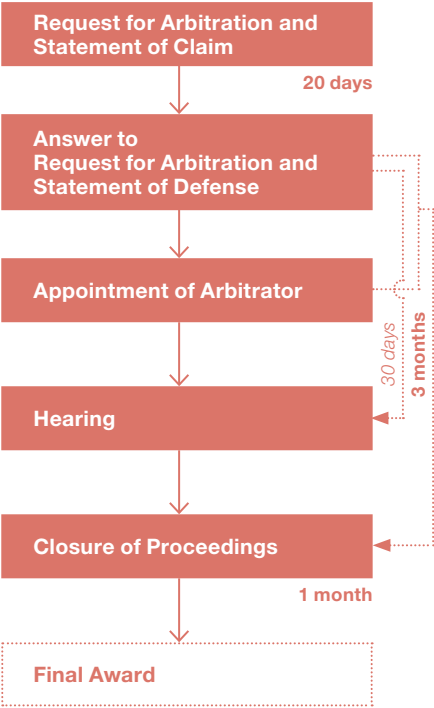 Request for Arbitration and
Statement of Claim
20 days
Answer to
Request for Arbitration and
Statement of Defense
Appointment of Arbitrator
30 days
3 months
Hearing
Closure of Proceedings
1 month
Final Award